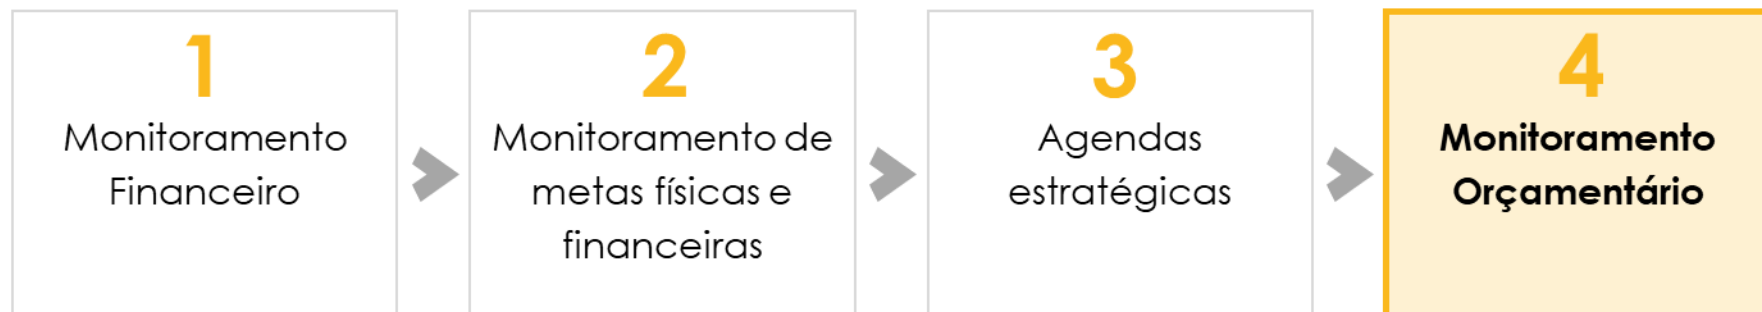 1
Monitoramento
Financeiro
2
Monitoramento de
metas físicas e
financeiras
3
Agendas
estratégicas
4
Monitoramento
Orçamentário